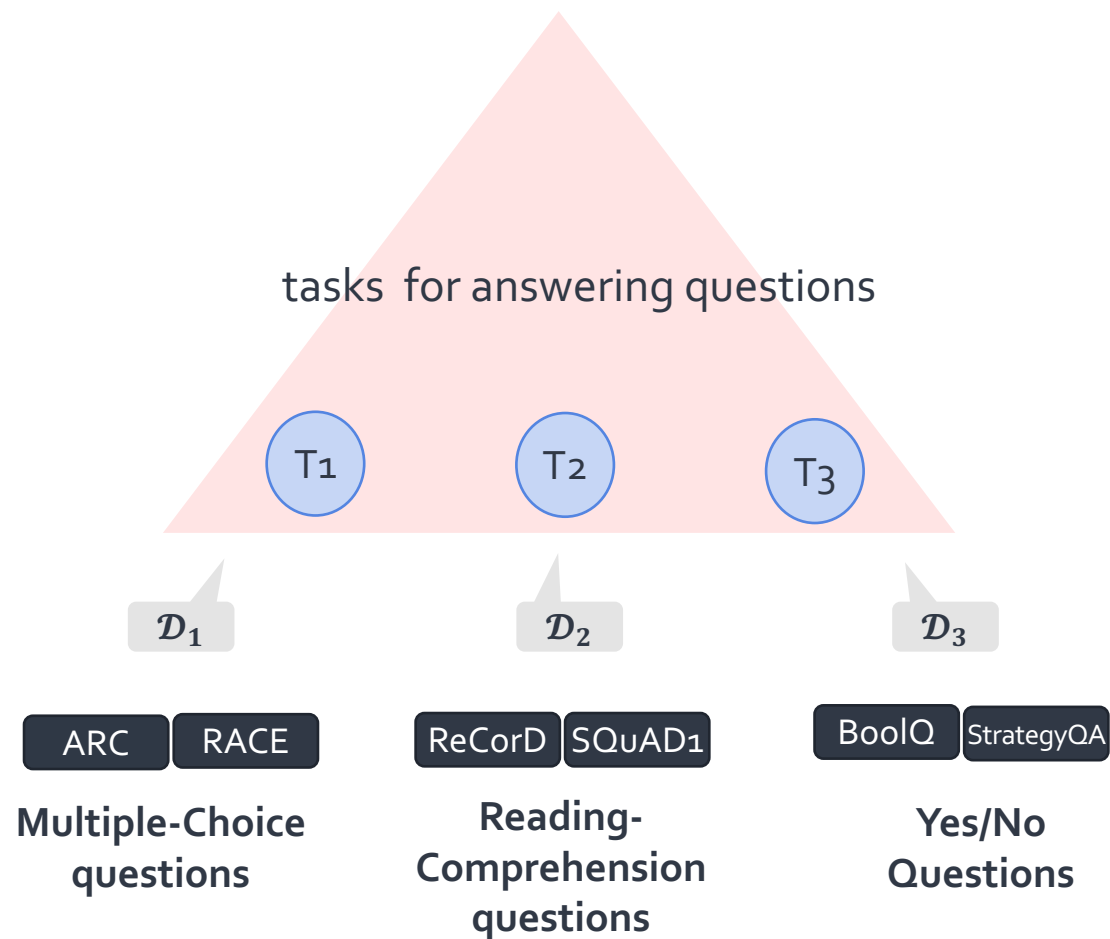 tasks for answering questions
T1 T2 T3
𝒟1 𝒟2 𝒟3
ARC RACE ReCorD SQuAD1 BoolQ StrategyQA
Multiple-Choice
questions
Reading-
Comprehension
questions
Yes/No
Questions